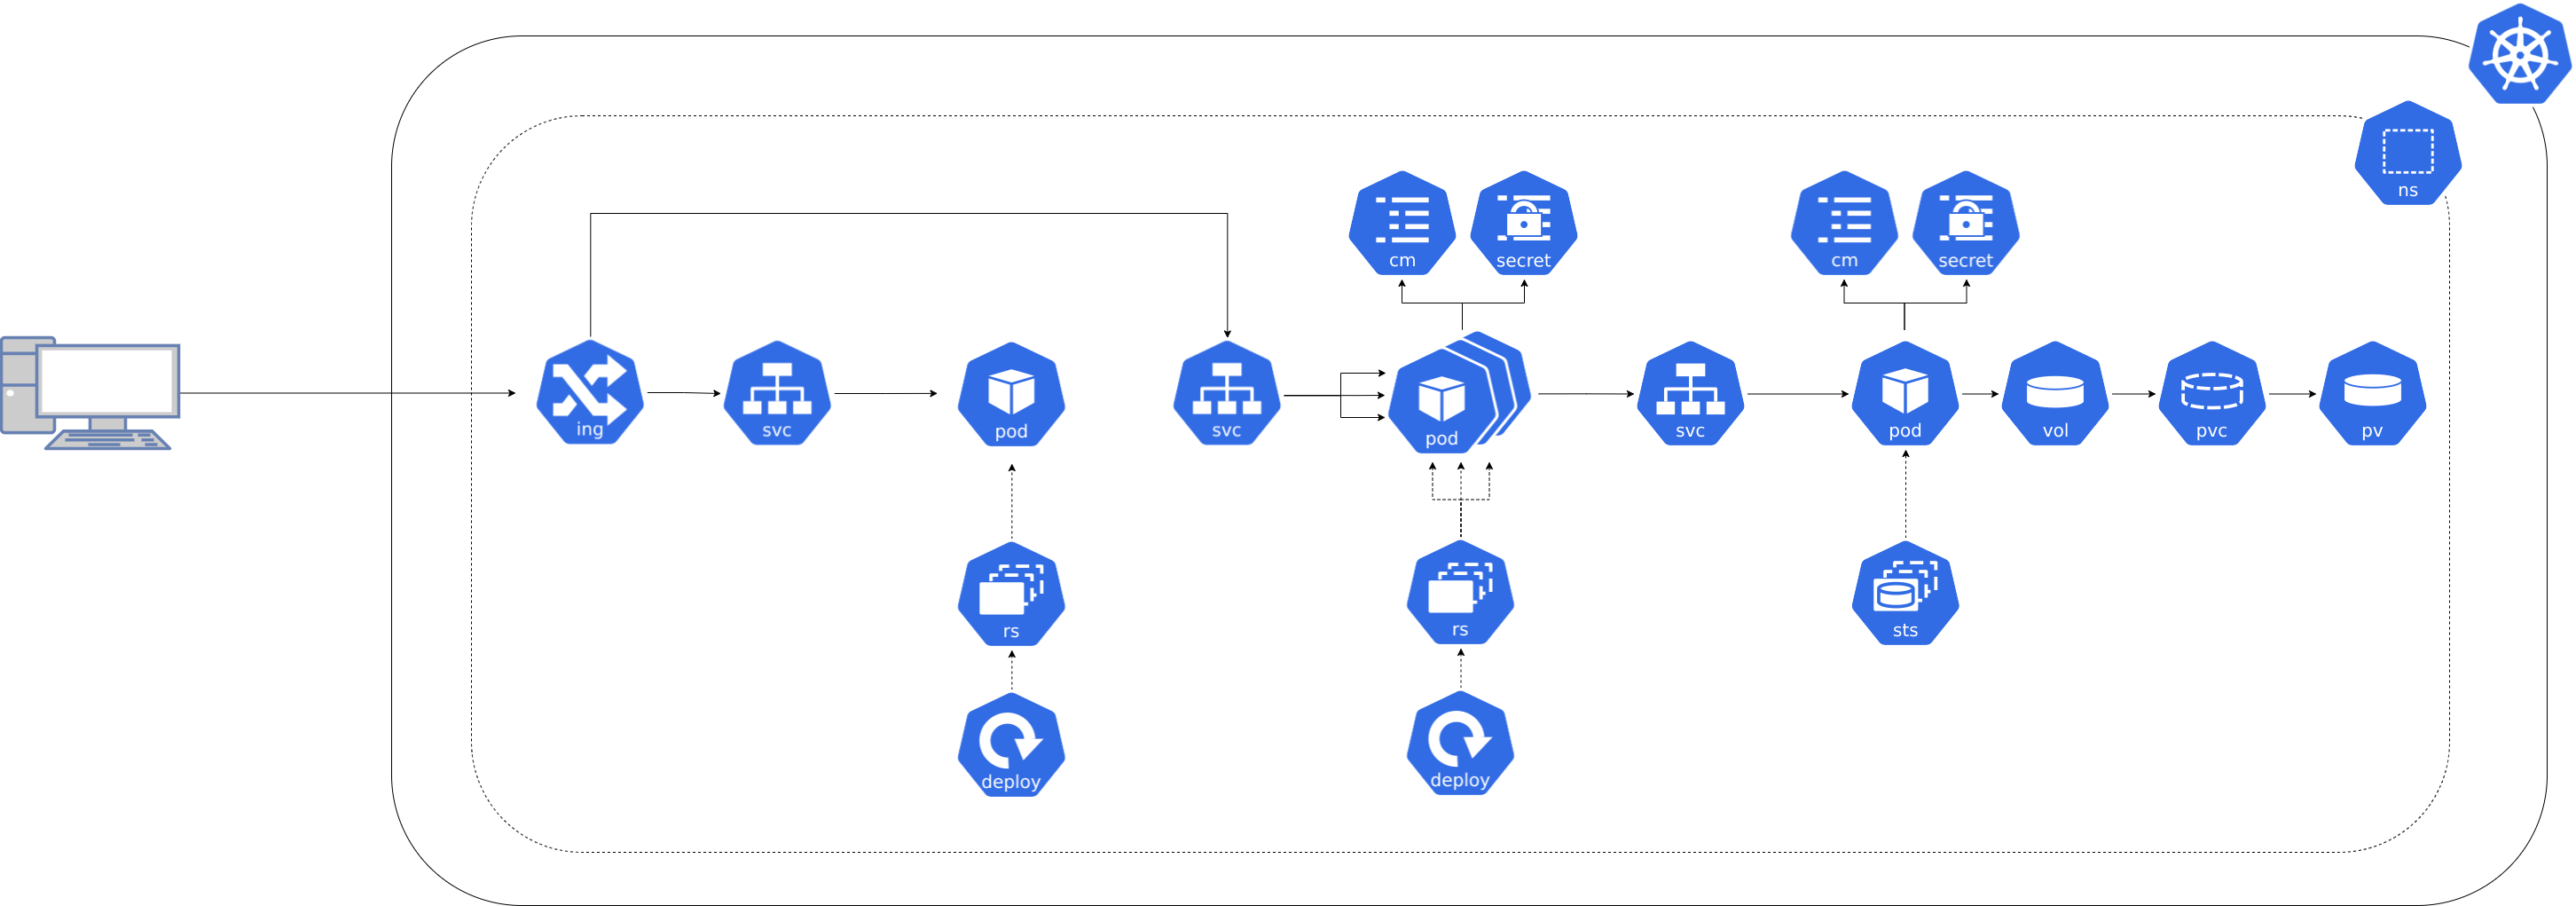 ns
cm
secret
cm
secret
ing
svc
pod
svc
pod
svc
pod
vol
pvc
pv
rs
rs
sts
deploy
deploy